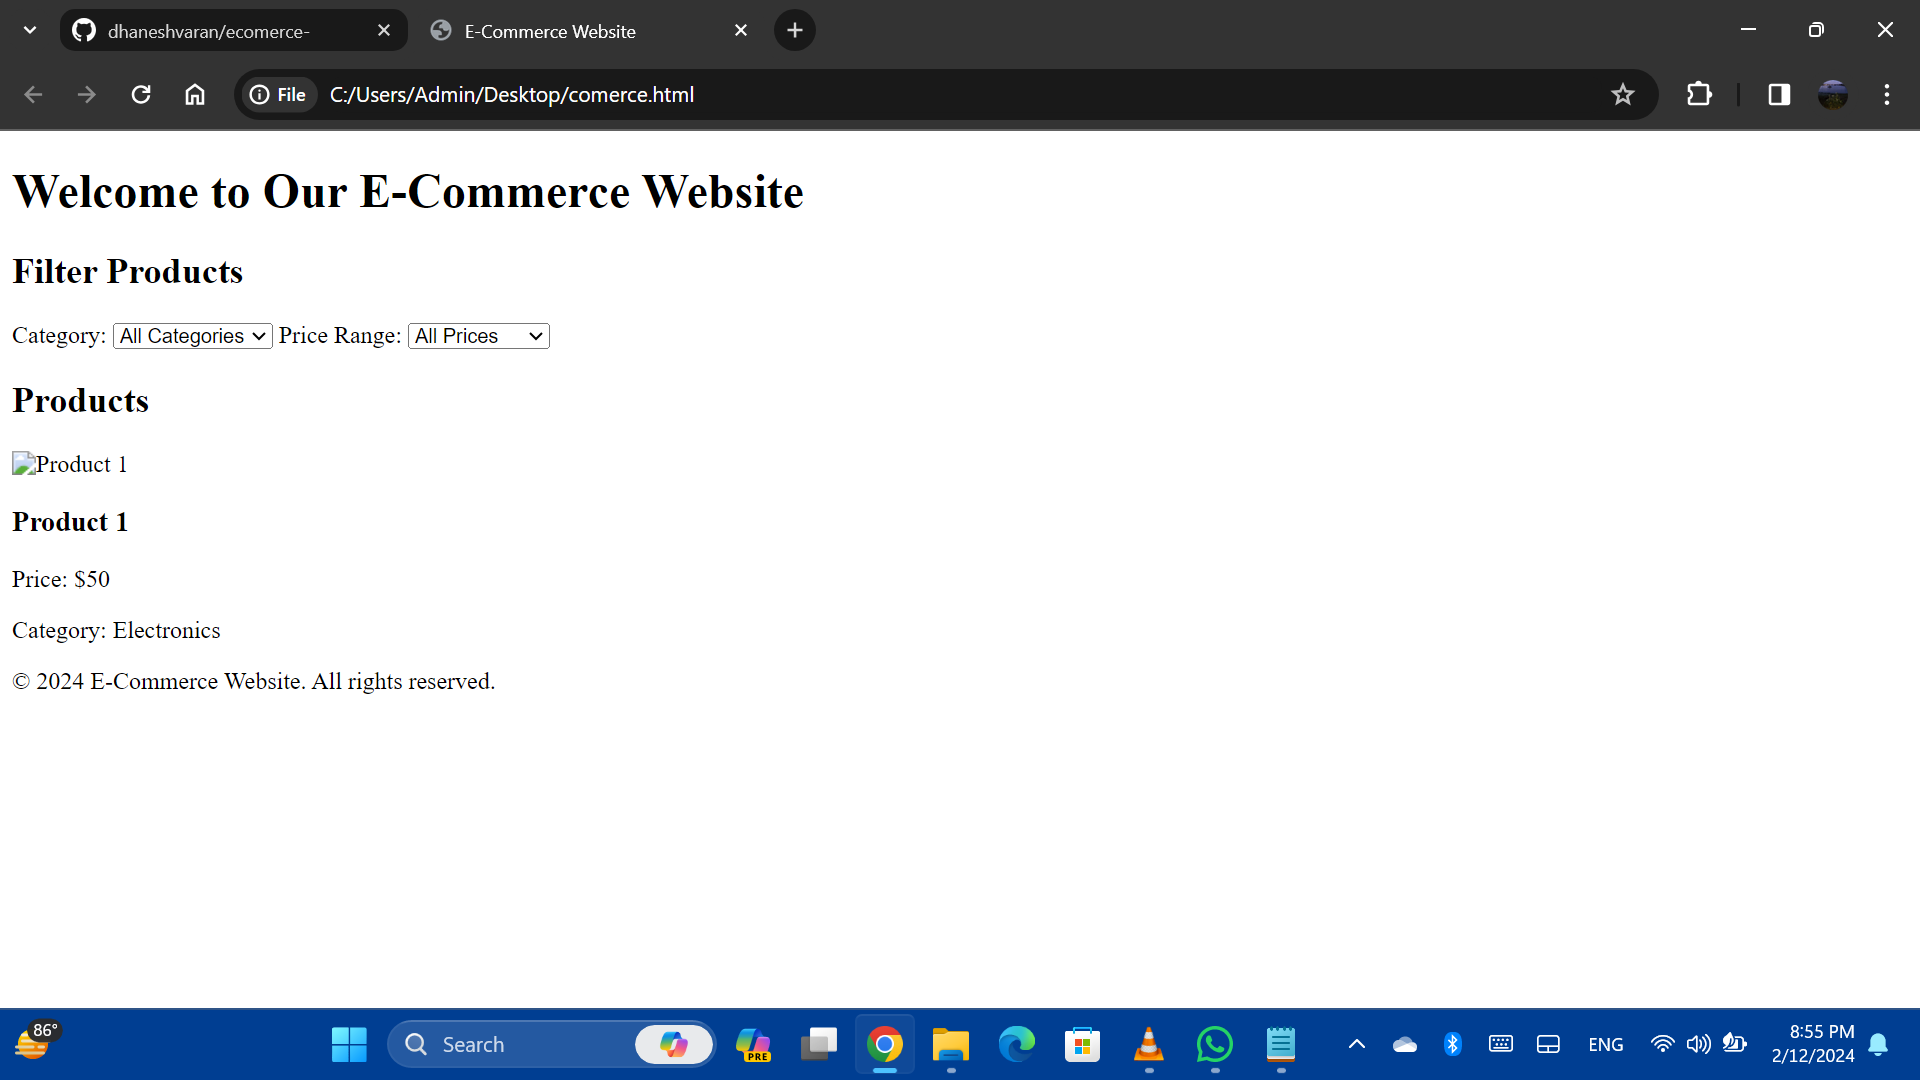 dhaneshvaran/ecomerce-
E-Commerce Website
File
C:/Users/Admin/Desktop/comerce.html
Welcome to Our E-Commerce Website
Filter Products
Category: All Categories Price Range: All Prices
Products
Product 1
Product 1
Price: $50
Category: Electronics
© 2024 E-Commerce Website. All rights reserved.
86°
Search
PRE
ENG
8:55 PM
2/12/2024